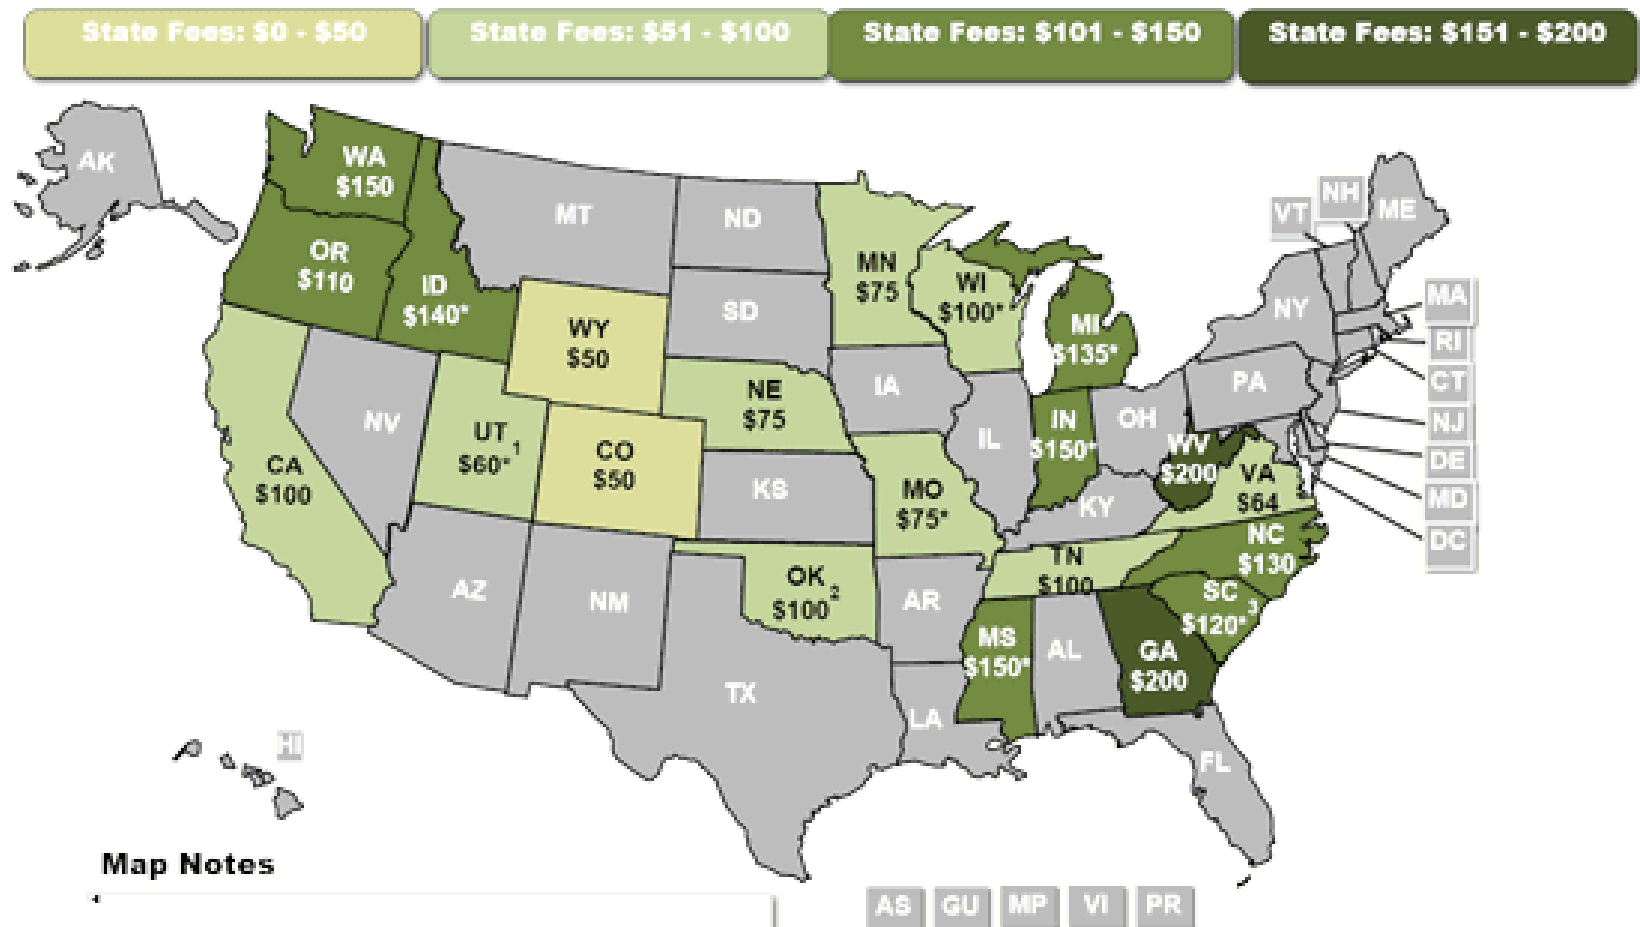 State Fees: $0 - $50
State Fees: $51 - $100
State Fees: $101 - $150
State Fees: $151 - $200
AK
WA
$150
MT
ND
NH
VT
ME
OR
$110
ID
$140*
MN
$75
WI
$100*
MA
NY
SD
WY
$50
MI
$135*
RI
CT
PA
IA
NE
$75
NV
UT 1
$60*
CO
$50
IL
IN
$150*
OH
NJ
WV
$200
DE
CA
$100
KS
MO
$75*
KY
VA
$64
MD
DC
NC
$130
TN
$100
AZ
NM
OK
$100 2
AR
SC
$120* 3
MS
$150*
AL
GA
$200
TX
LA
FL
HI
Map Notes
AS
GU
MP
VI
PR